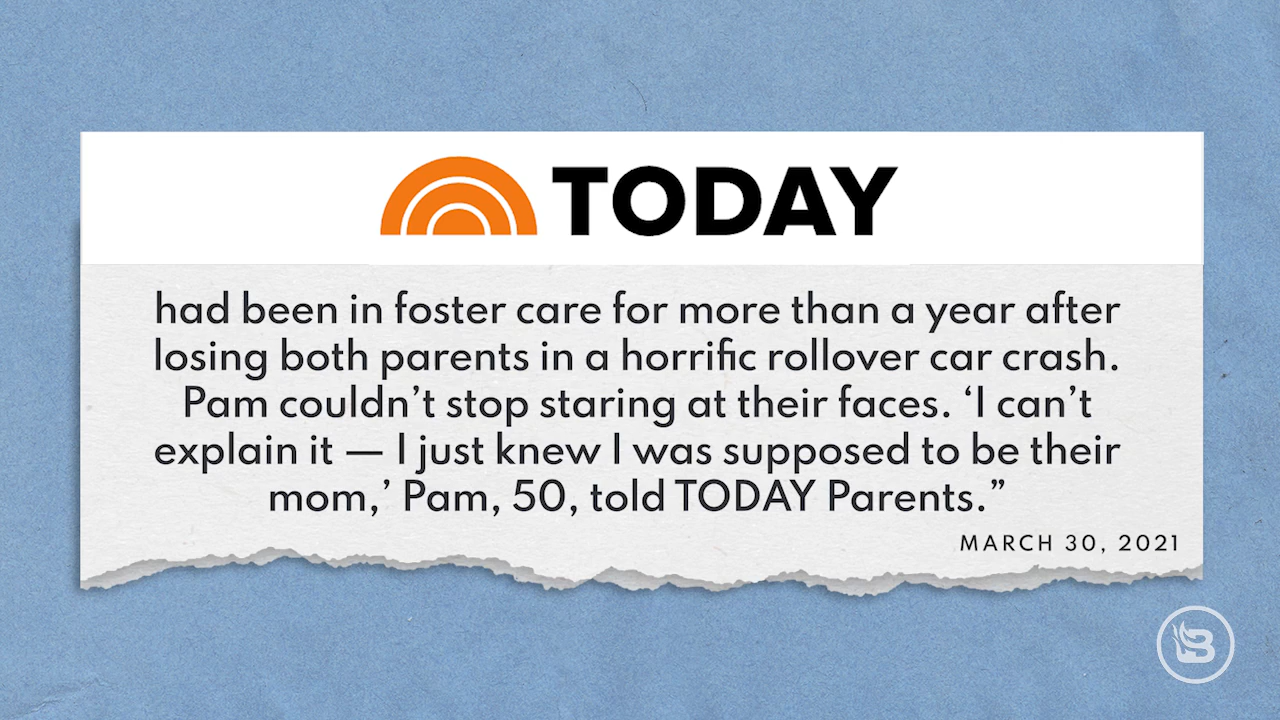 TODAY
had been in foster care for more than a year after
losing both parents in a horrific rollover car crash.
Pam couldn’t stop staring at their faces. ‘I can’t
explain it — I just knew I was supposed to be their
mom,’ Pam, 50, told TODAY Parents.”
MARCH 30, 2021
B